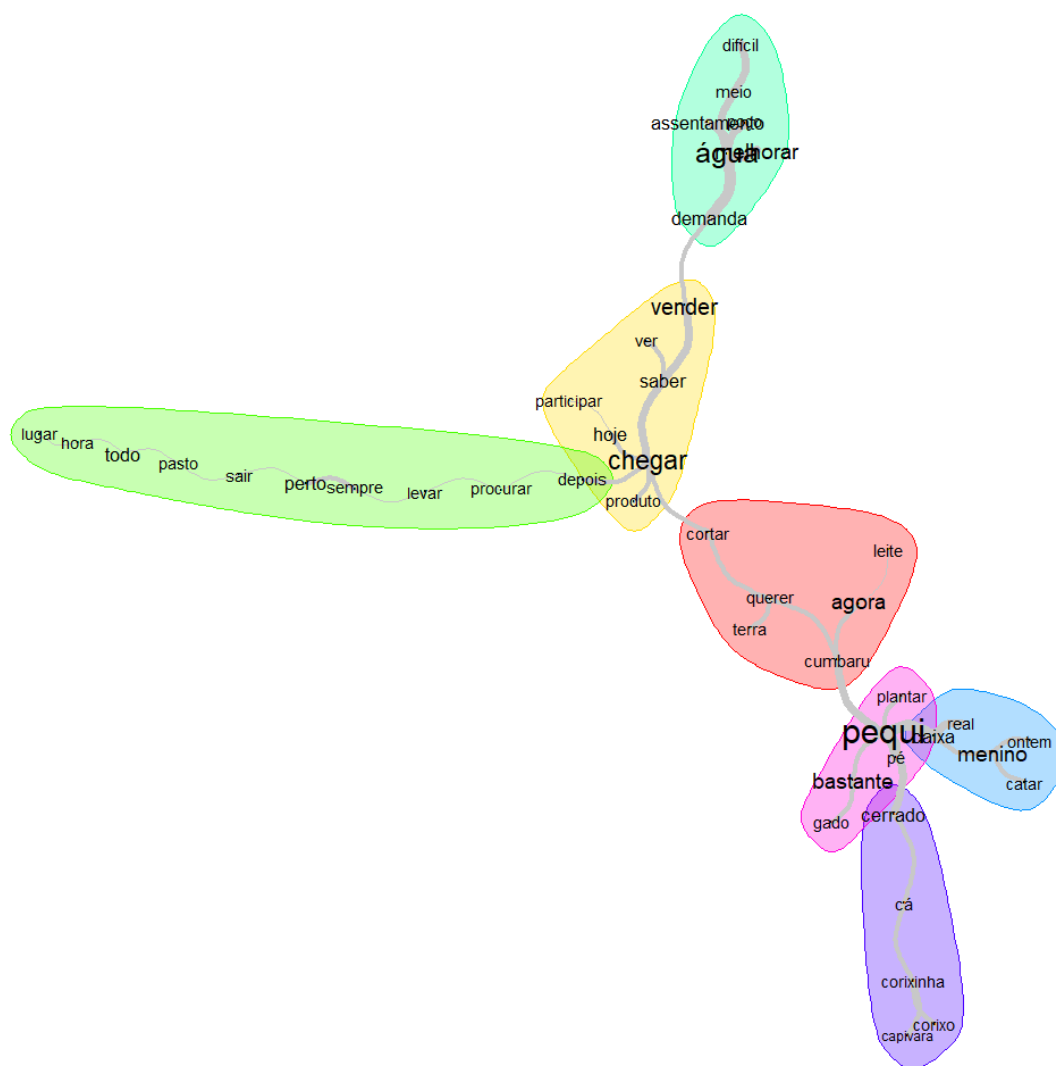 difícil
meio
poço
assentamento
água
melhorar
demanda
vender
ver
saber
participar
hoje
chegar
produto
lugar
hora
todo
pasto
sair
perto
sempre
levar
procurar
depois
cortar
leite
querer
agora
terra
cumbaru
plantar
pequi
real
caixa
ontem
menino
pé
bastante
catar
gado
cerrado
cá
corixinha
corixo
capivara